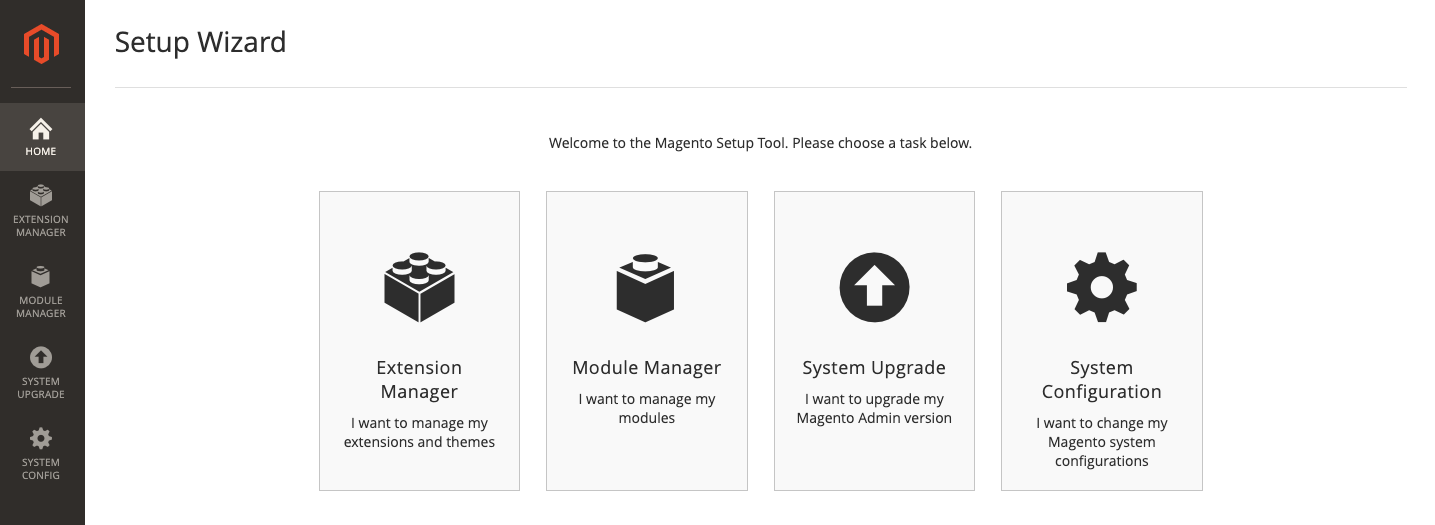 Setup Wizard
HOME
EXTENSION
MANAGER
MODULE
MANAGER
SYSTEM
UPGRADE
SYSTEM
CONFIG
Welcome to the Magento Setup Tool. Please choose a task below.
Extension
Manager
I want to manage my
extensions and themes
Module Manager
I want to manage my
modules
System Upgrade
I want to upgrade my
Magento Admin version
System
Configuration
I want to change my
Magento system
configurations